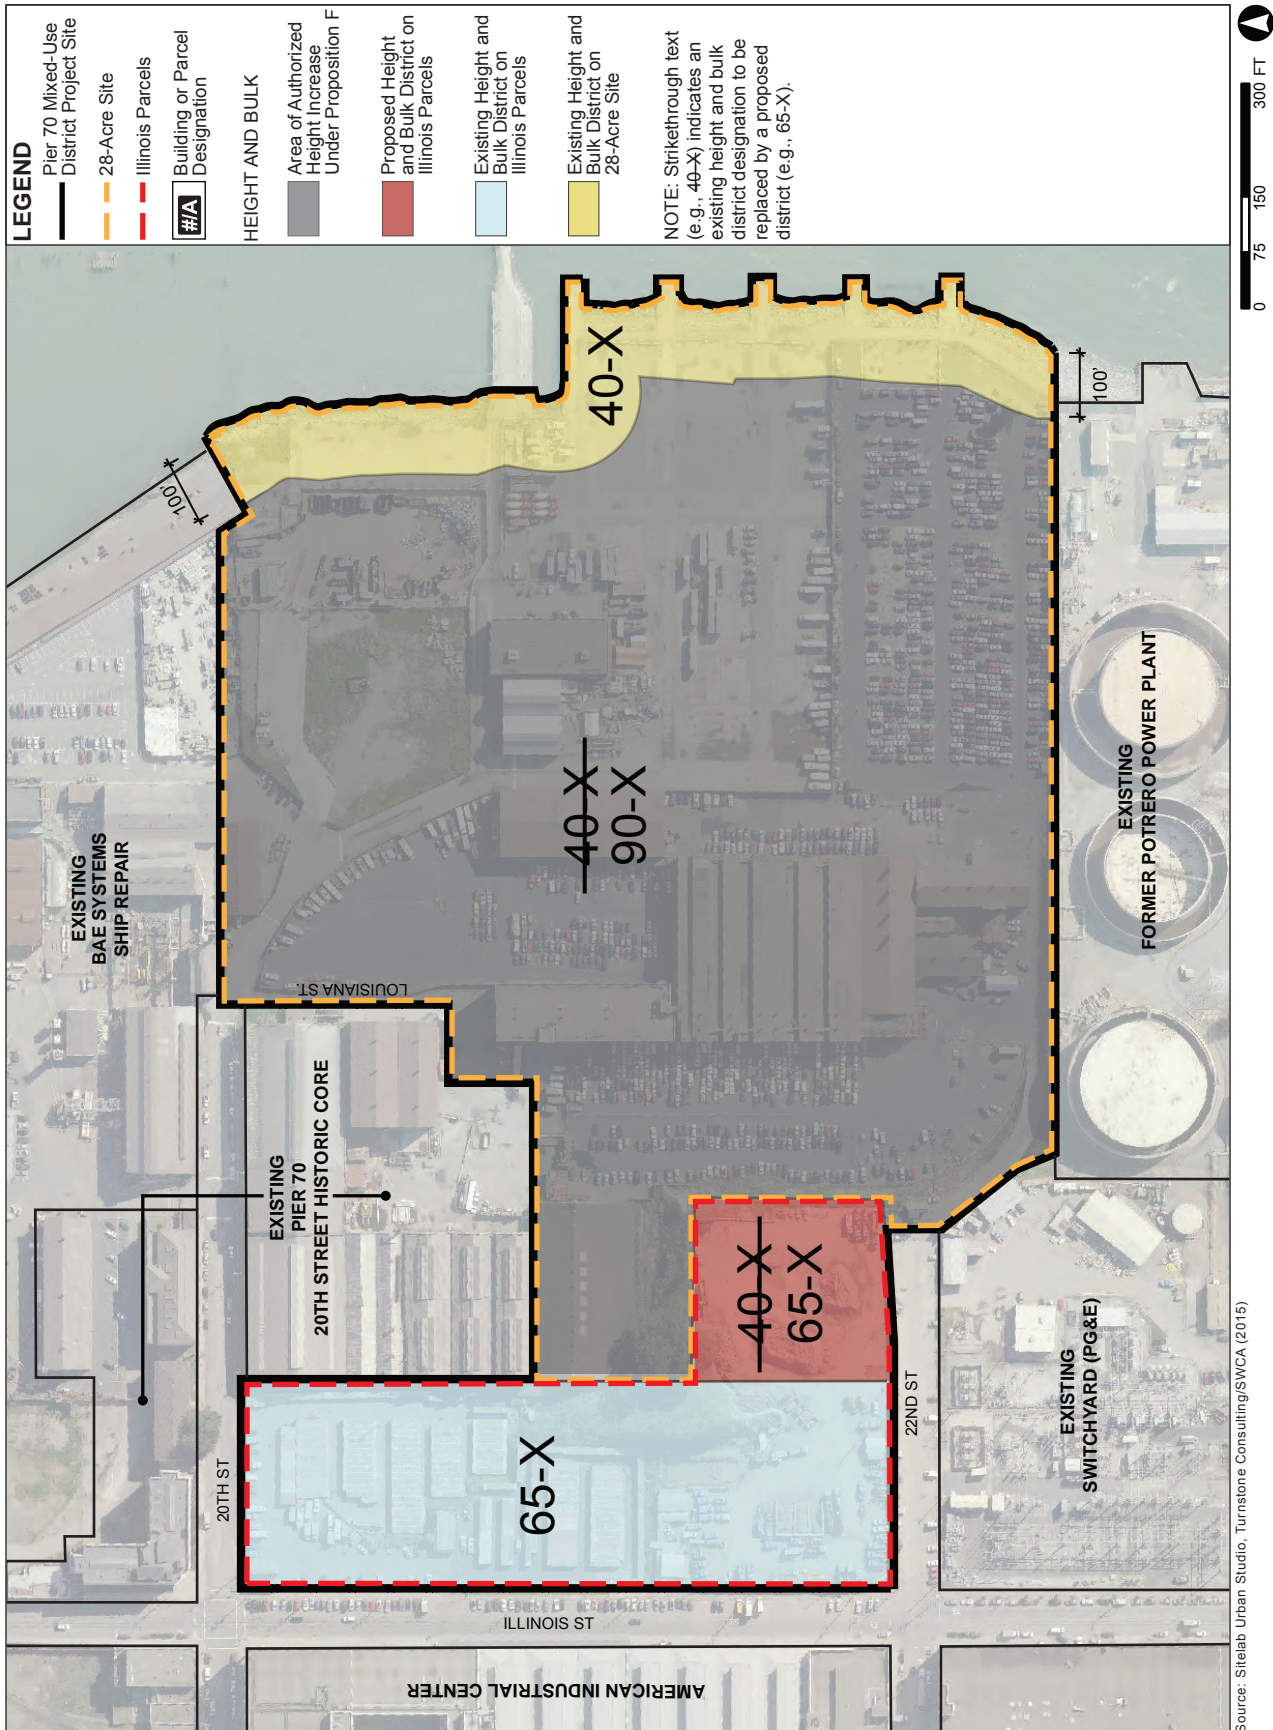 LEGEND
Pier 70 Mixed-Use
District Project Site
28-Acre Site
Illinois Parcels
#/A
Building or Parcel
Designation
HEIGHT AND BULK
Area of Authorized
Height Increase
Under Proposition F
Proposed Height
and Bulk District on
Illinois Parcels
Existing Height and
Bulk District on
Illinois Parcels
Existing Height and
Bulk District on
28-Acre Site
NOTE: Strikethrough text
(e.g., 40-X) indicates an
existing height and bulk
district designation to be
replaced by a proposed
district (e.g., 65-X).
0 75 150 300 FT
100'
40-X
100'
EXISTING
BAE SYSTEMS
SHIP REPAIR
40-X
90-X
LOUISIANA ST.
EXISTING
FORMER POTRERO POWER PLANT
EXISTING
PIER 70
20TH STREET HISTORIC CORE
40-X
65-X
20TH ST
65-X
22ND ST
EXISTING
SWITCHYARD (PG&E)
ILLINOIS ST
AMERICAN INDUSTRIAL CENTER
Source: Sitelab Urban Studio, Turnstone Consulting/SWCA (2015)